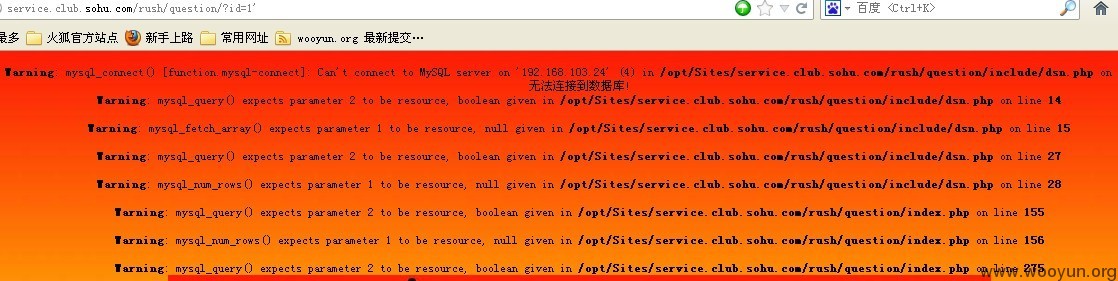 service.club.sohu.com/rush/question/?id=1'
百度 <Ctrl+K>
最多 火狐官方站点 新手上路 常用网址 wooyun.org 最新提交…
Warning: mysql_connect() [function.mysql-connect]: Can't connect to MySQL server on '192.168.103.24' (4) in /opt/Sites/service.club.sohu.com/rush/question/include/dsn.php on
无法连接到数据库!
Warning: mysql_query() expects parameter 2 to be resource, boolean given in /opt/Sites/service.club.sohu.com/rush/question/include/dsn.php on line 14
Warning: mysql_fetch_array() expects parameter 1 to be resource, null given in /opt/Sites/service.club.sohu.com/rush/question/include/dsn.php on line 15
Warning: mysql_query() expects parameter 2 to be resource, boolean given in /opt/Sites/service.club.sohu.com/rush/question/include/dsn.php on line 27
Warning: mysql_num_rows() expects parameter 1 to be resource, null given in /opt/Sites/service.club.sohu.com/rush/question/include/dsn.php on line 28
Warning: mysql_query() expects parameter 2 to be resource, boolean given in /opt/Sites/service.club.sohu.com/rush/question/index.php on line 155
Warning: mysql_num_rows() expects parameter 1 to be resource, null given in /opt/Sites/service.club.sohu.com/rush/question/index.php on line 156
Warning: mysql_query() expects parameter 2 to be resource, boolean given in /opt/Sites/service.club.sohu.com/rush/question/index.php on line 275
www.wooyun.org